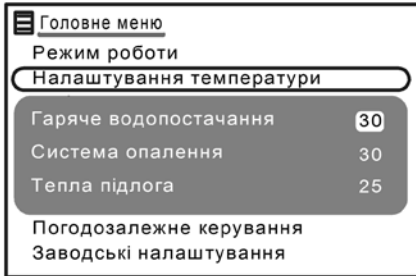 Головне меню
Режим роботи
Налаштування температури
Гаряче водопостачання 30
Система опалення 30
Тепла підлога 25
Погодозалежне керування
Заводські налаштування